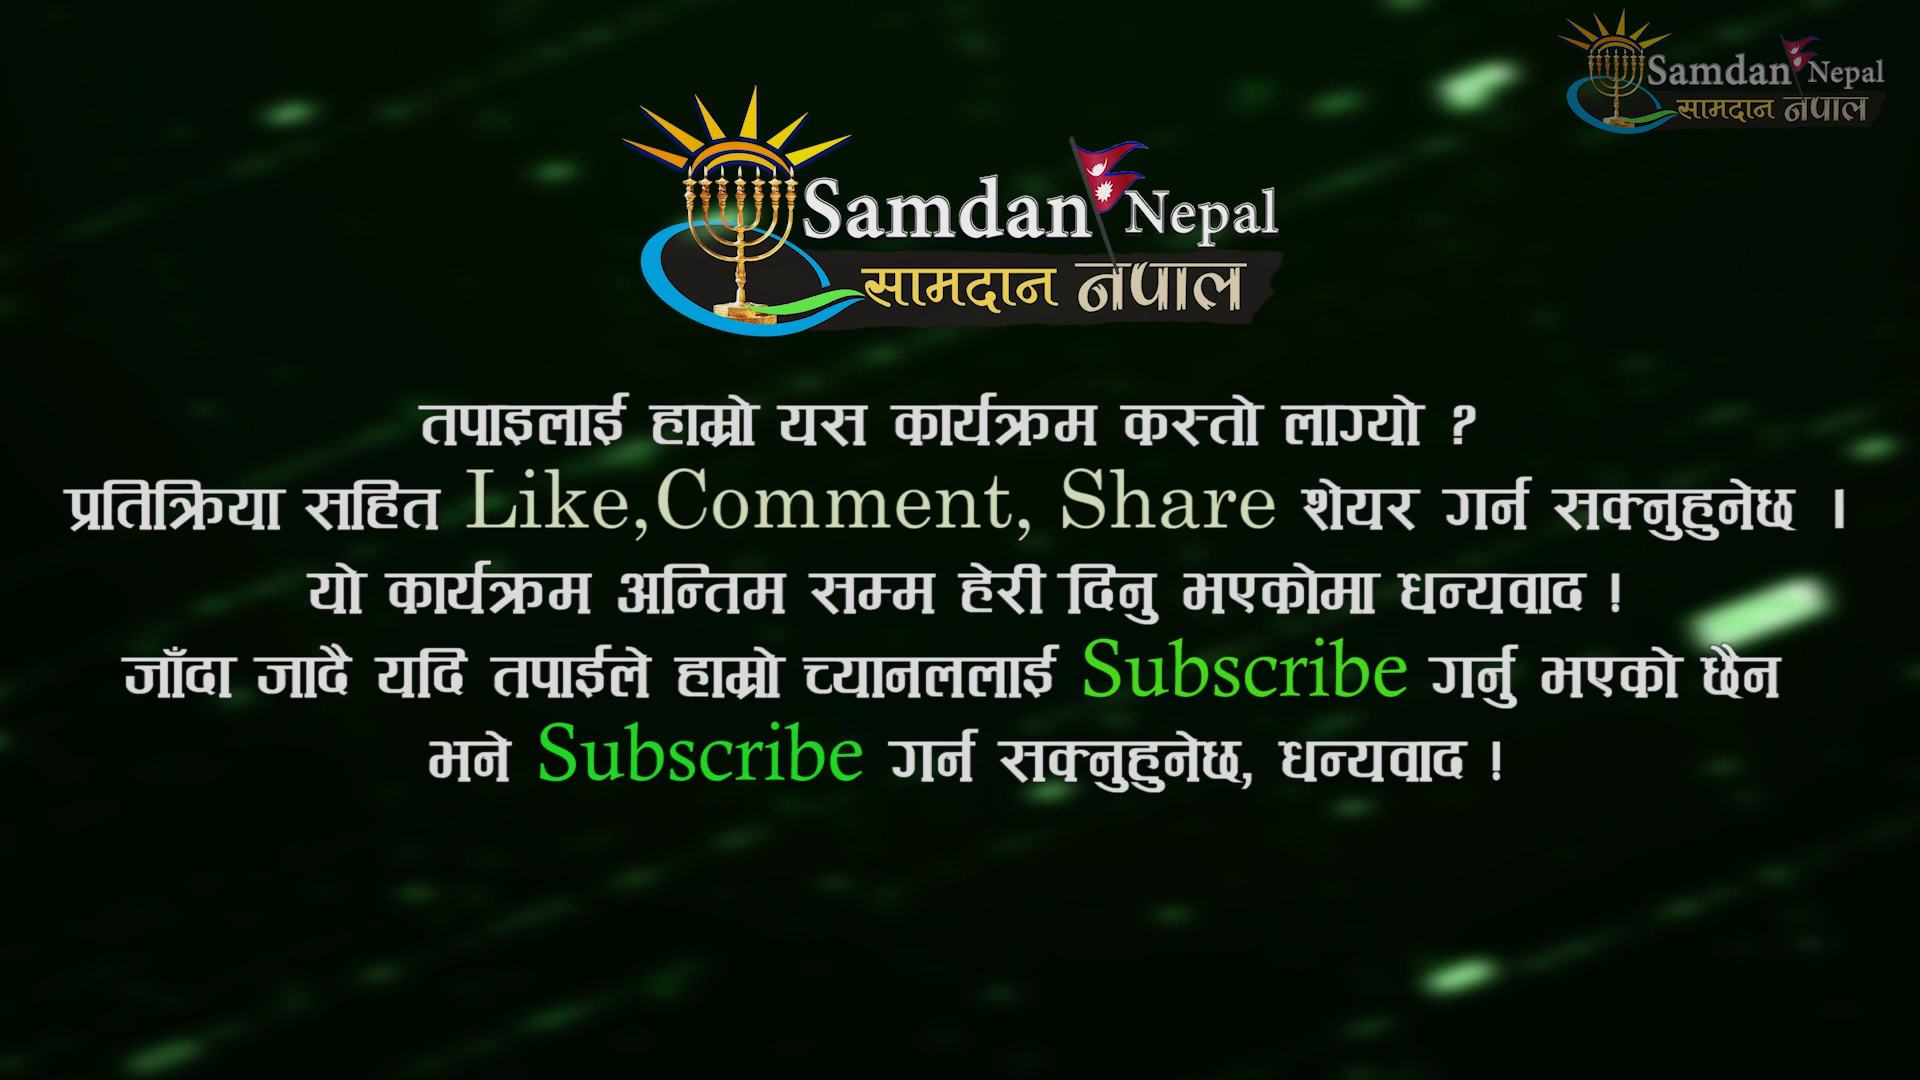 Samdan Nepal
सामदान नेपाल
Samdan Nepal
सामदान नेपाल
तपाइलाई हाम्रो यस कार्यक्रम कस्तो लाग्यो ?
प्रतिक्रिया सहित Like,Comment, Share शेयर गर्न सक्नुहुनेछ ।
यो कार्यक्रम अन्तिम सम्म हेरी दिनु भएकोमा धन्यवाद !
जाँदा जादै यदि तपाईले हाम्रो च्यानललाई Subscribe गर्नु भएको छैन
भने Subscribe गर्न सक्नुहुनेछ, धन्यवाद !